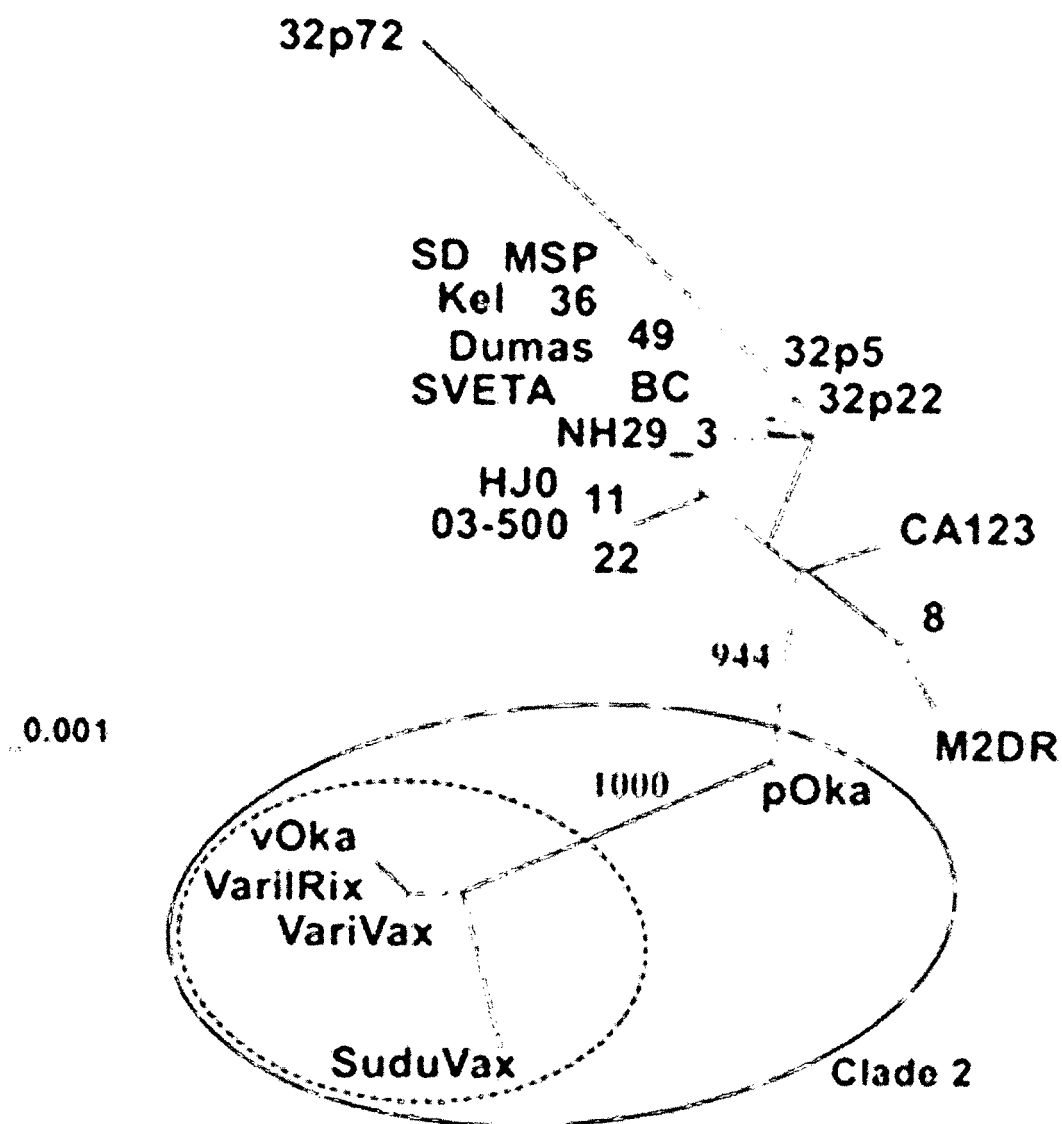 32p72
SD MSP
Kel 36
Dumas 49
32p5
SVETA BC
32p22
NH29_3
HJ0 11
03-500
22
CA123
8
944
0.001
M2DR
1000
pOka
vOka
VarilRix
VariVax
SuduVax
Clade 2